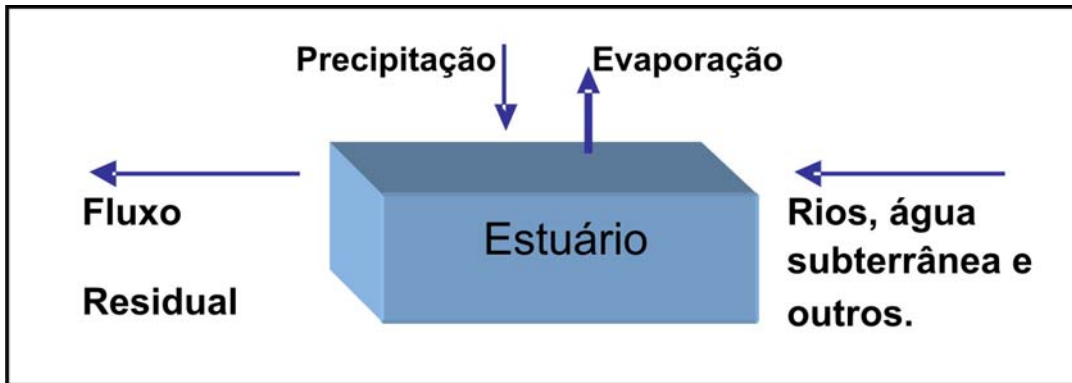 Precipitação
Evaporação
Fluxo
Residual
Estuário
Rios, água
subterrânea e
outros.